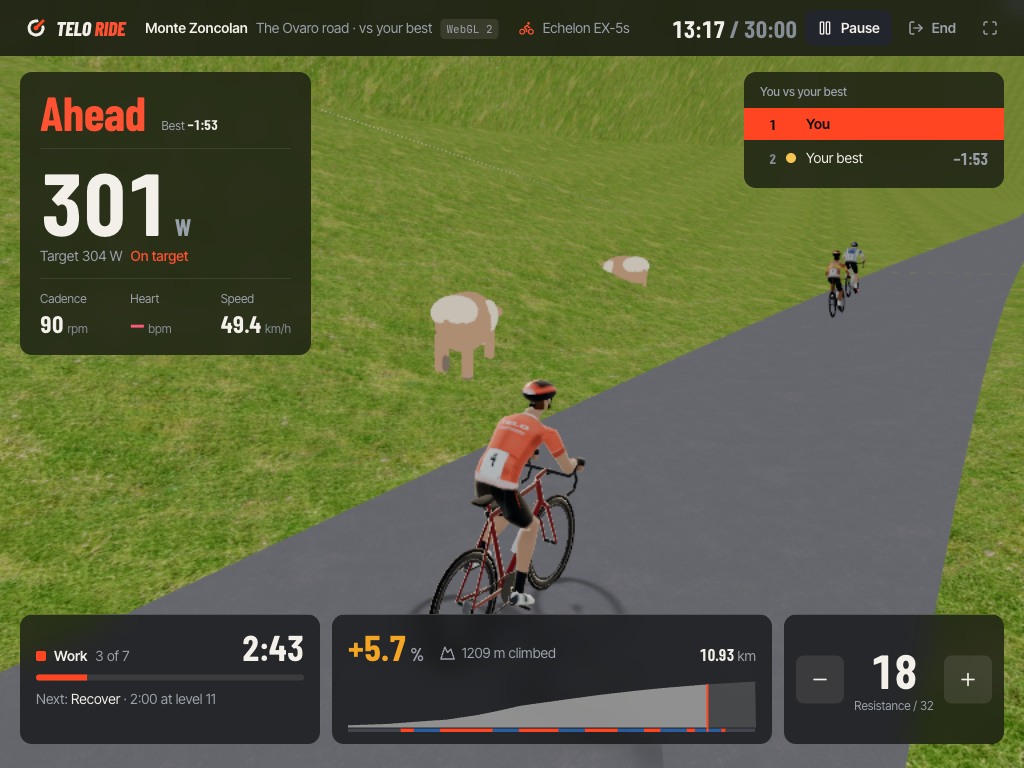 TELO RIDE Monte Zoncolan The Ovaro road · vs your best WebGL 2 Echelon EX-5s 13:17 / 30:00 Pause End
Ahead Best −1:53
301 W
Target 304 W On target
Cadence Heart Speed
90 rpm — bpm 49.4 km/h
You vs your best
1 You
2 Your best −1:53
TELO
Work 3 of 7 2:43
Next: Recover · 2:00 at level 11
+5.7 % 1209 m climbed 10.93 km
− 18 +
Resistance / 32